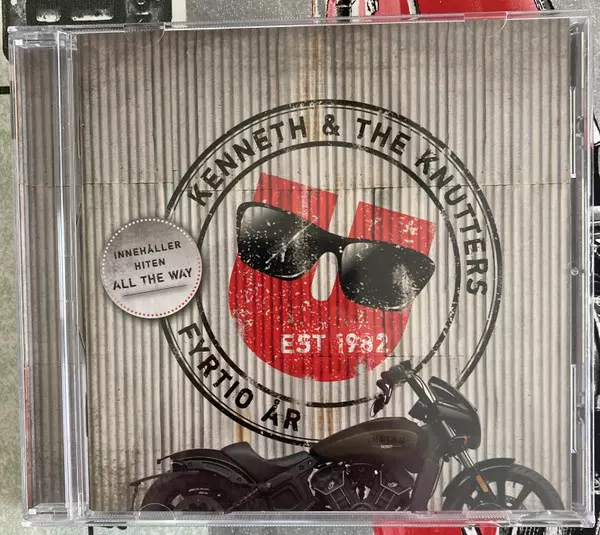 KENNETH & THE KNUTTERS
INNEHÅLLER
HITEN
ALL THE WAY
EST 1982
FYRTIO ÅR